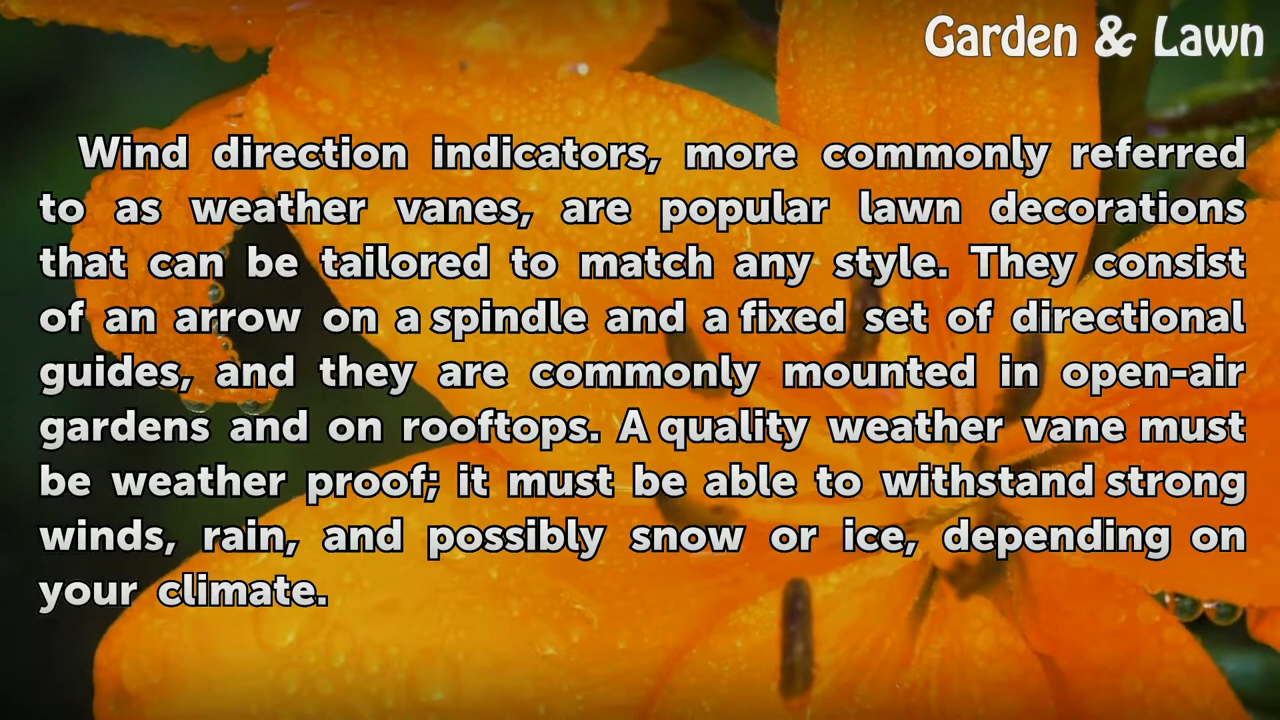 Garden & Lawn
Wind direction indicators, more commonly referred
to as weather vanes, are popular lawn decorations
that can be tailored to match any style. They consist
of an arrow on a spindle and a fixed set of directional
guides, and they are commonly mounted in open-air
gardens and on rooftops. A quality weather vane must
be weather proof; it must be able to withstand strong
winds, rain, and possibly snow or ice, depending on
your climate.